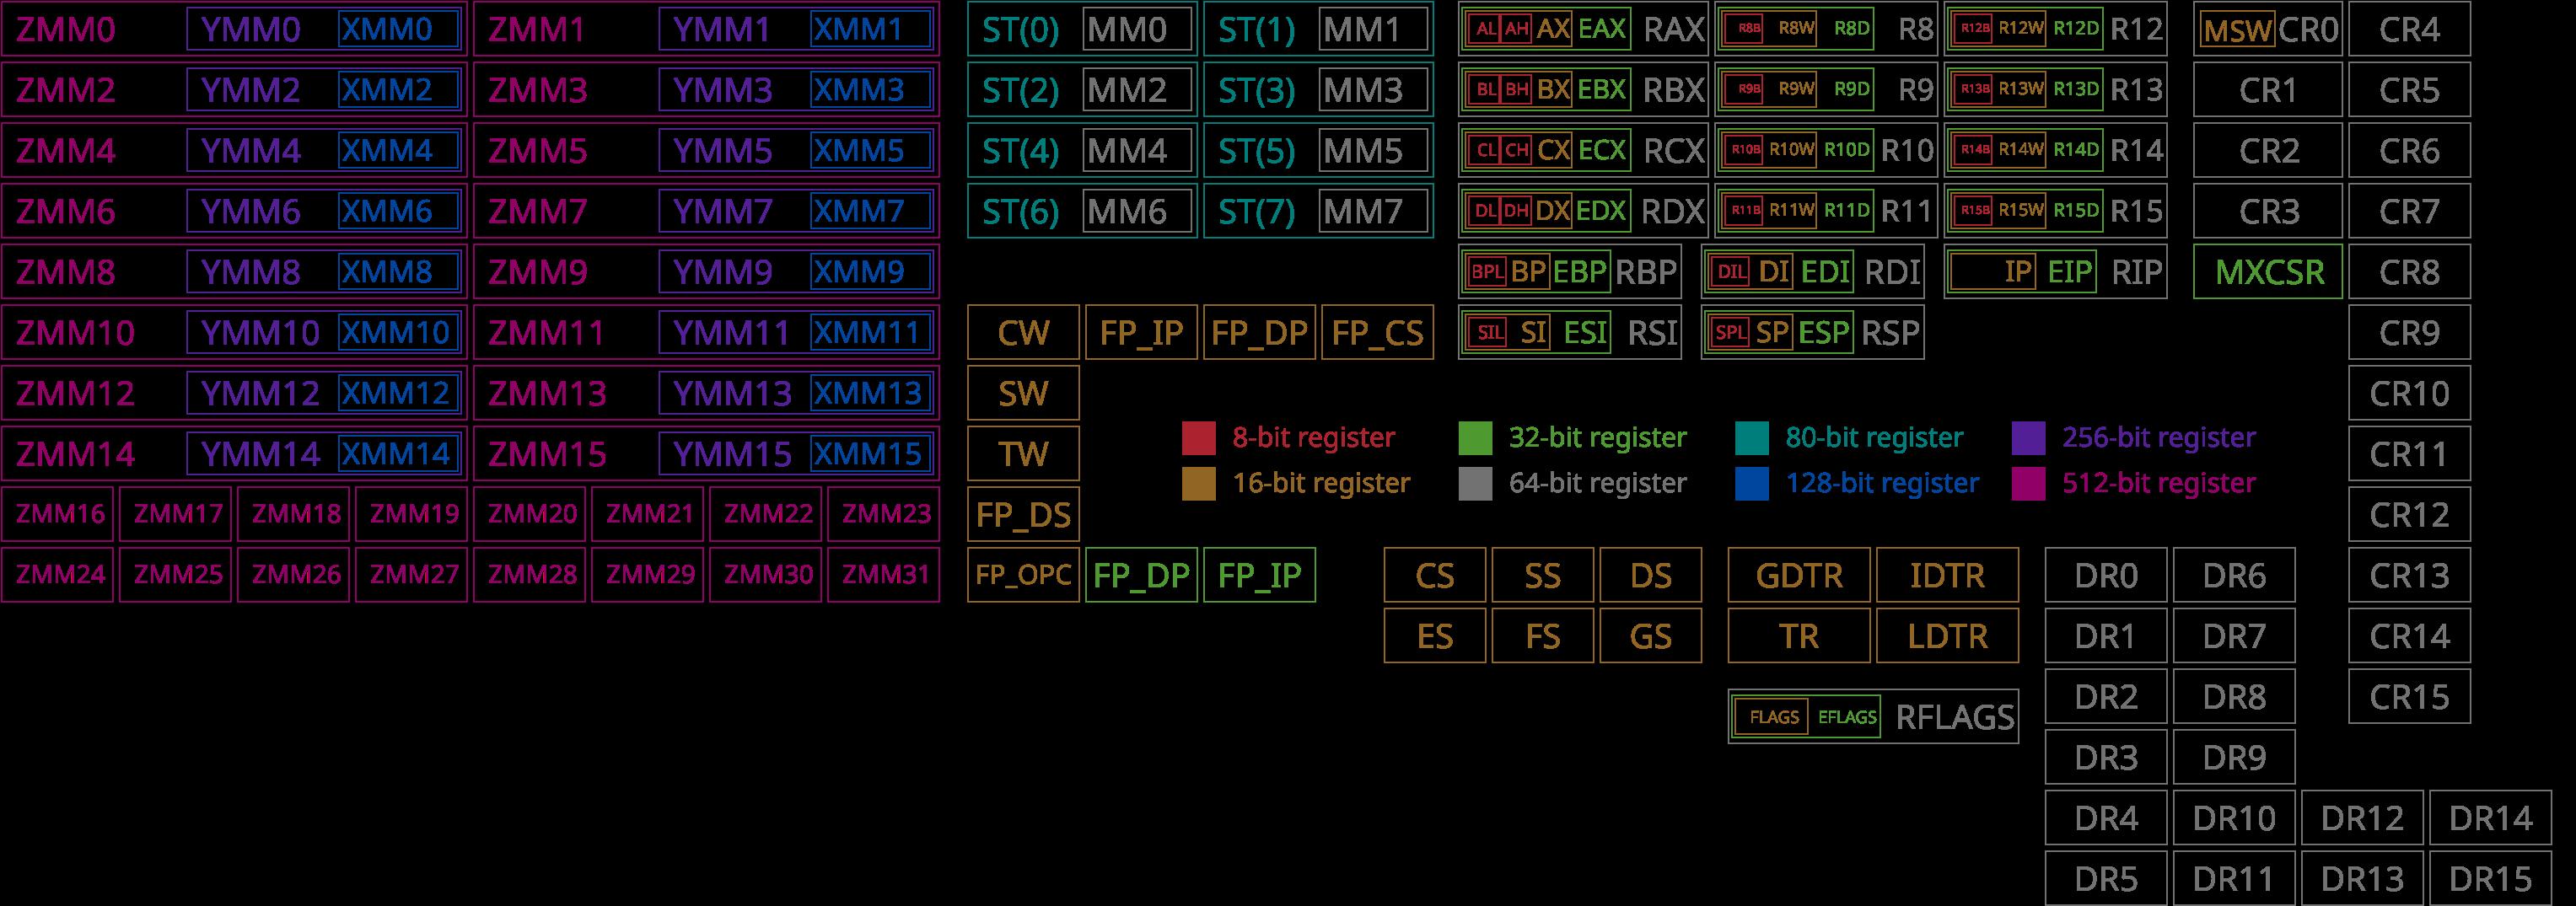 ZMM0 YMM0 XMM0 ZMM1 YMM1 XMM1 ST(0) MM0 ST(1) MM1 AL AH AX EAX RAX R8B R8W R8D R8 R12B R12W R12D R12 MSW CR0 CR4
ZMM2 YMM2 XMM2 ZMM3 YMM3 XMM3 ST(2) MM2 ST(3) MM3 BL BH BX EBX RBX R9B R9W R9D R9 R13B R13W R13D R13 CR1 CR5
ZMM4 YMM4 XMM4 ZMM5 YMM5 XMM5 ST(4) MM4 ST(5) MM5 CL CH CX ECX RCX R10B R10W R10D R10 R14B R14W R14D R14 CR2 CR6
ZMM6 YMM6 XMM6 ZMM7 YMM7 XMM7 ST(6) MM6 ST(7) MM7 DL DH DX EDX RDX R11B R11W R11D R11 R15B R15W R15D R15 CR3 CR7
ZMM8 YMM8 XMM8 ZMM9 YMM9 XMM9 BPL BP EBP RBP DIL DI EDI RDI IP EIP RIP MXCSR CR8
ZMM10 YMM10 XMM10 ZMM11 YMM11 XMM11 CW FP_IP FP_DP FP_CS SIL SI ESI RSI SPL SP ESP RSP CR9
ZMM12 YMM12 XMM12 ZMM13 YMM13 XMM13 SW CR10
ZMM14 YMM14 XMM14 ZMM15 YMM15 XMM15 TW 8-bit register 32-bit register 80-bit register 256-bit register CR11
16-bit register 64-bit register 128-bit register 512-bit register
ZMM16 ZMM17 ZMM18 ZMM19 ZMM20 ZMM21 ZMM22 ZMM23 FP_DS CR12
ZMM24 ZMM25 ZMM26 ZMM27 ZMM28 ZMM29 ZMM30 ZMM31 FP_OPC FP_DP FP_IP CS SS DS GDTR IDTR DR0 DR6 CR13
ES FS GS TR LDTR DR1 DR7 CR14
DR2 DR8 CR15
FLAGS EFLAGS RFLAGS
DR3 DR9
DR4 DR10 DR12 DR14
DR5 DR11 DR13 DR15